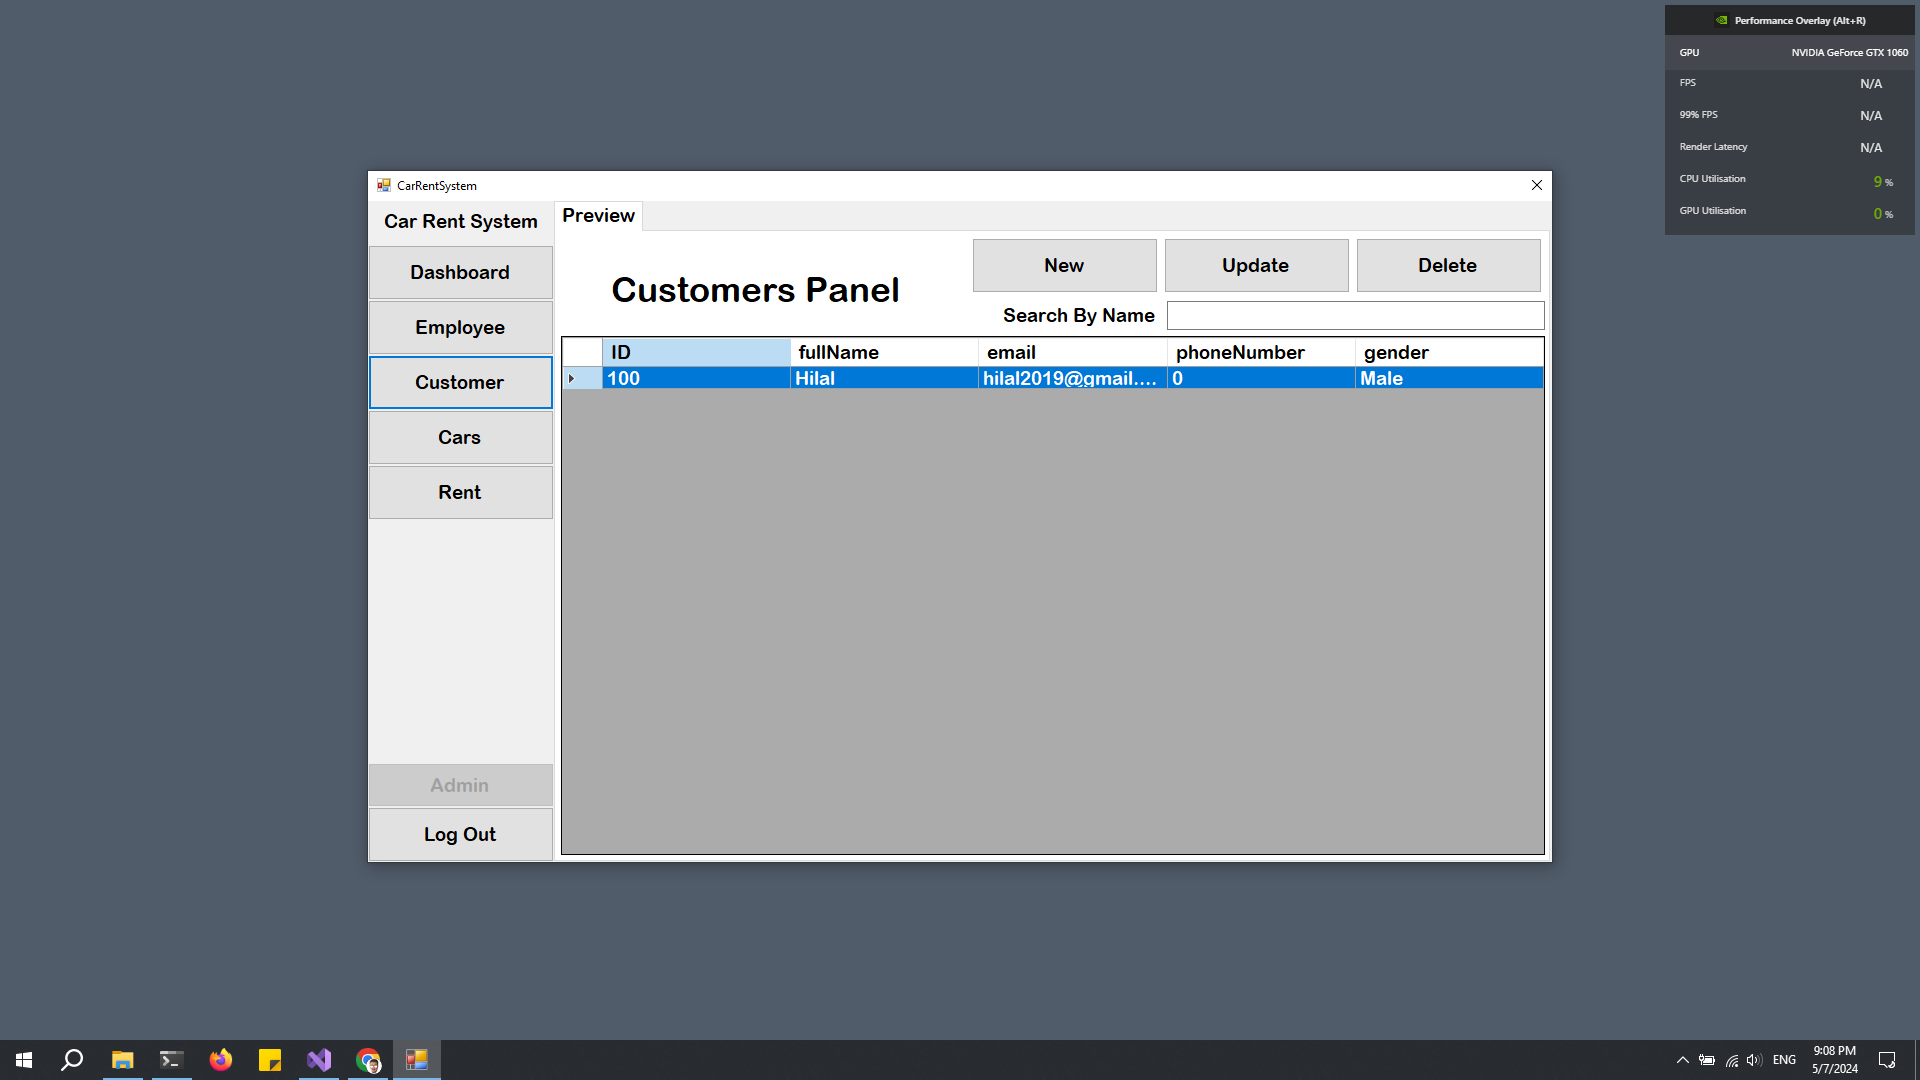 Performance Overlay (Alt+R)
GPU NVIDIA GeForce GTX 1060
FPS N/A
99% FPS N/A
Render Latency N/A
CPU Utilisation 9 %
GPU Utilisation 0 %
CarRentSystem
Car Rent System
Dashboard
Employee
Customer
Cars
Rent
Admin
Log Out
Preview
Customers Panel
New Update Delete
Search By Name
ID fullName email phoneNumber gender
100 Hilal hilal2019@gmail.... 0 Male
ENG
9:08 PM
5/7/2024